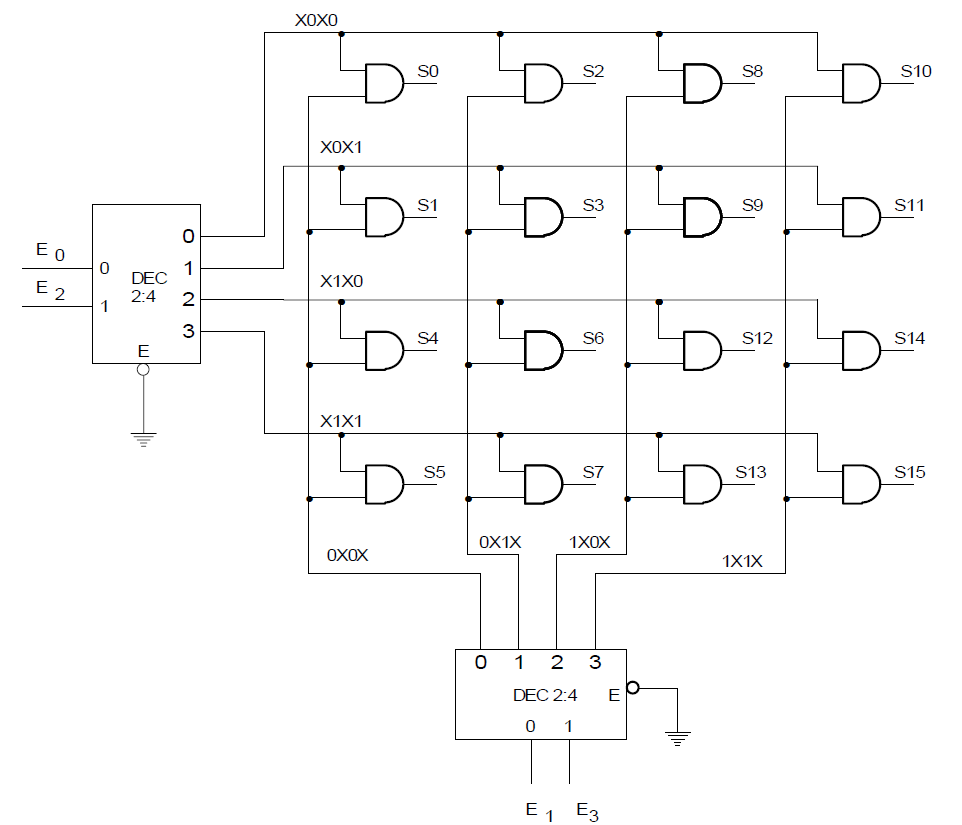 X0X0
S0 S2 S8 S10
X0X1
S1 S3 S9 S11
0
E 0 0 DEC 1
2:4
X1X0
E 2 1 2
3
S4 S6 S12 S14
E
X1X1
S5 S7 S13 S15
0X0X 0X1X 1X0X 1X1X
0 1 2 3
DEC 2:4 E
0 1
E 1 E 3